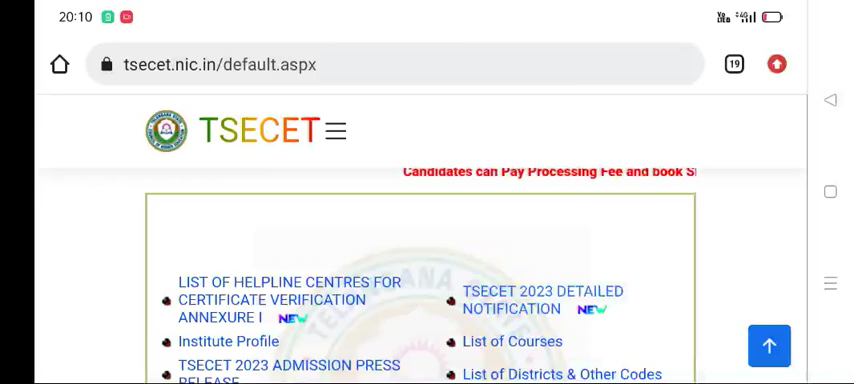 20:10
19
tsecet.nic.in/default.aspx
TSECET
Candidates can Pay Processing Fee and book S
LIST OF HELPLINE CENTRES FOR
CERTIFICATE VERIFICATION
ANNEXURE I NEW
TSECET 2023 DETAILED
NOTIFICATION NEW
Institute Profile
List of Courses
TSECET 2023 ADMISSION PRESS
RELEASE
List of Districts & Other Codes
TELANGANA